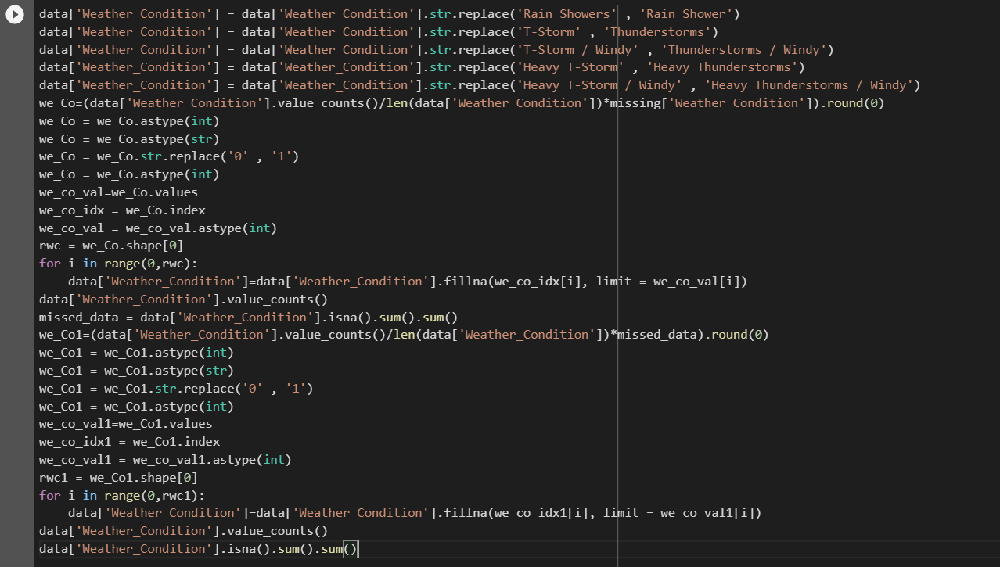 data['Weather_Condition'] = data['Weather_Condition'].str.replace('Rain Showers' , 'Rain Shower')
data['Weather_Condition'] = data['Weather_Condition'].str.replace('T-Storm' , 'Thunderstorms')
data['Weather_Condition'] = data['Weather_Condition'].str.replace('T-Storm / Windy' , 'Thunderstorms / Windy')
data['Weather_Condition'] = data['Weather_Condition'].str.replace('Heavy T-Storm' , 'Heavy Thunderstorms')
data['Weather_Condition'] = data['Weather_Condition'].str.replace('Heavy T-Storm / Windy' , 'Heavy Thunderstorms / Windy')
we_Co=(data['Weather_Condition'].value_counts()/len(data['Weather_Condition'])*missing['Weather_Condition']).round(0)
we_Co = we_Co.astype(int)
we_Co = we_Co.astype(str)
we_Co = we_Co.str.replace('0' , '1')
we_Co = we_Co.astype(int)
we_co_val=we_Co.values
we_co_idx = we_Co.index
we_co_val = we_co_val.astype(int)
rwc = we_Co.shape[0]
for i in range(0,rwc):
    data['Weather_Condition']=data['Weather_Condition'].fillna(we_co_idx[i], limit = we_co_val[i])
data['Weather_Condition'].value_counts()
missed_data = data['Weather_Condition'].isna().sum().sum()
we_Co1=(data['Weather_Condition'].value_counts()/len(data['Weather_Condition'])*missed_data).round(0)
we_Co1 = we_Co1.astype(int)
we_Co1 = we_Co1.astype(str)
we_Co1 = we_Co1.str.replace('0' , '1')
we_Co1 = we_Co1.astype(int)
we_co_val1=we_Co1.values
we_co_idx1 = we_Co1.index
we_co_val1 = we_co_val1.astype(int)
rwc1 = we_Co1.shape[0]
for i in range(0,rwc1):
    data['Weather_Condition']=data['Weather_Condition'].fillna(we_co_idx1[i], limit = we_co_val1[i])
data['Weather_Condition'].value_counts()
data['Weather_Condition'].isna().sum().sum()